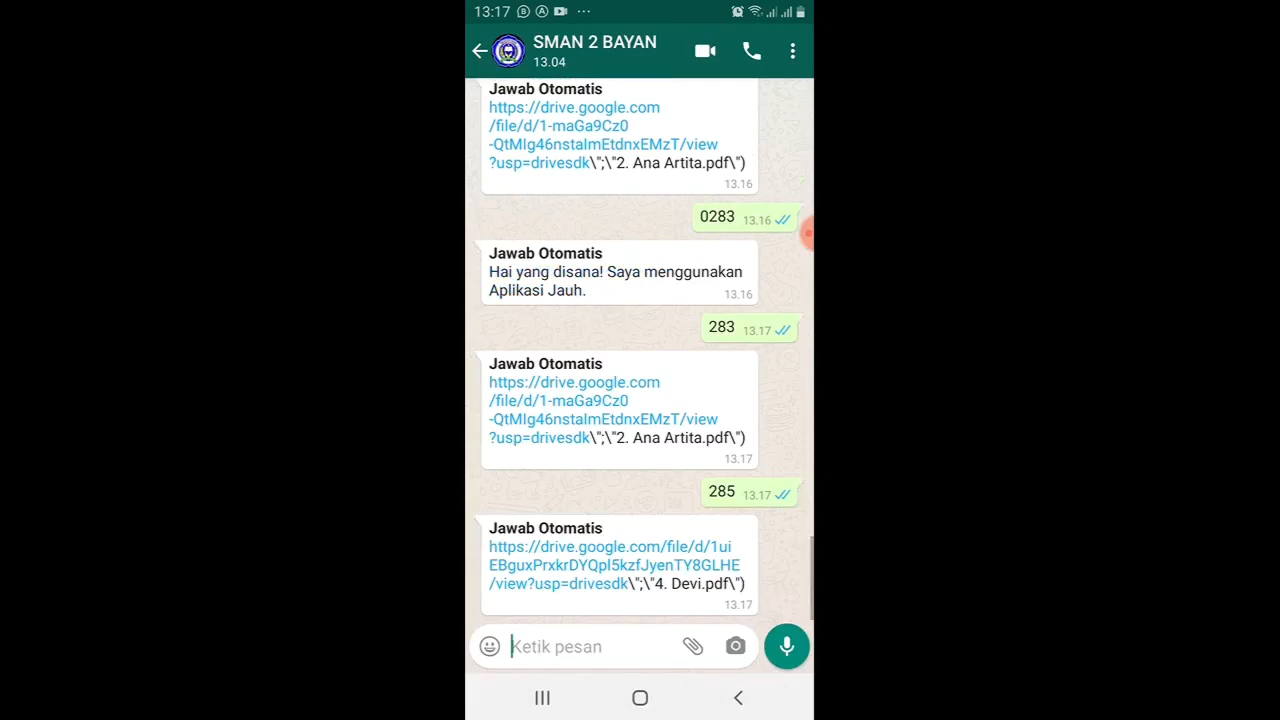 13:17
SMAN 2 BAYAN
13.04
Jawab Otomatis
https://drive.google.com
/file/d/1-maGa9Cz0
-QtMIg46nstaImEtdnxEMzT/view
?usp=drivesdk\";\"2. Ana Artita.pdf\")
13.16
0283 13.16
Jawab Otomatis
Hai yang disana! Saya menggunakan
Aplikasi Jauh.
13.16
283 13.17
Jawab Otomatis
https://drive.google.com
/file/d/1-maGa9Cz0
-QtMIg46nstaImEtdnxEMzT/view
?usp=drivesdk\";\"2. Ana Artita.pdf\")
13.17
285 13.17
Jawab Otomatis
https://drive.google.com/file/d/1ui
EBguxPrxkrDYQpl5kzfJyenTY8GLHE
/view?usp=drivesdk\";\"4. Devi.pdf\")
13.17
Ketik pesan